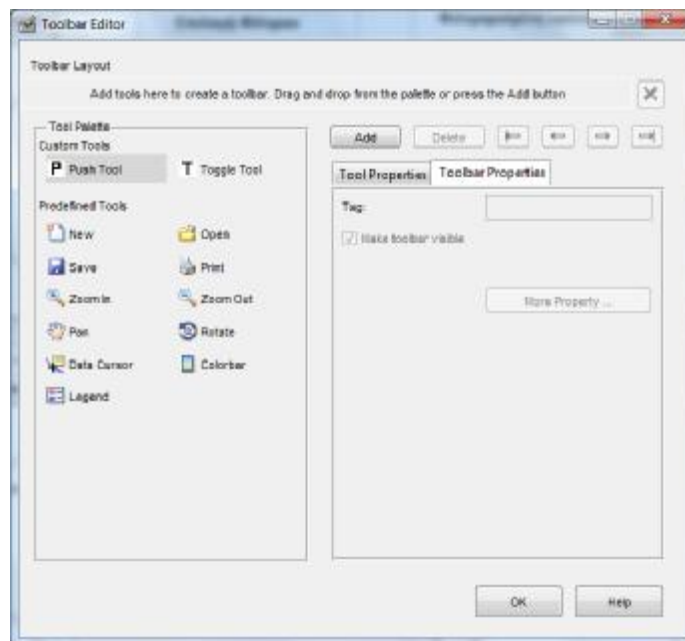 Toolbar Editor
Toolbar Layout
Add tools here to create a toolbar. Drag and drop from the palette or press the Add button
Tool Palette
Custom Tools
P Push Tool
T Toggle Tool
Predefined Tools
New
Open
Save
Print
Zoom In
Zoom Out
Pan
Rotate
Data Cursor
Colorbar
Legend
Add
Delete
Tool Properties
Toolbar Properties
Tag:
Make toolbar visible
More Property ...
OK
Help